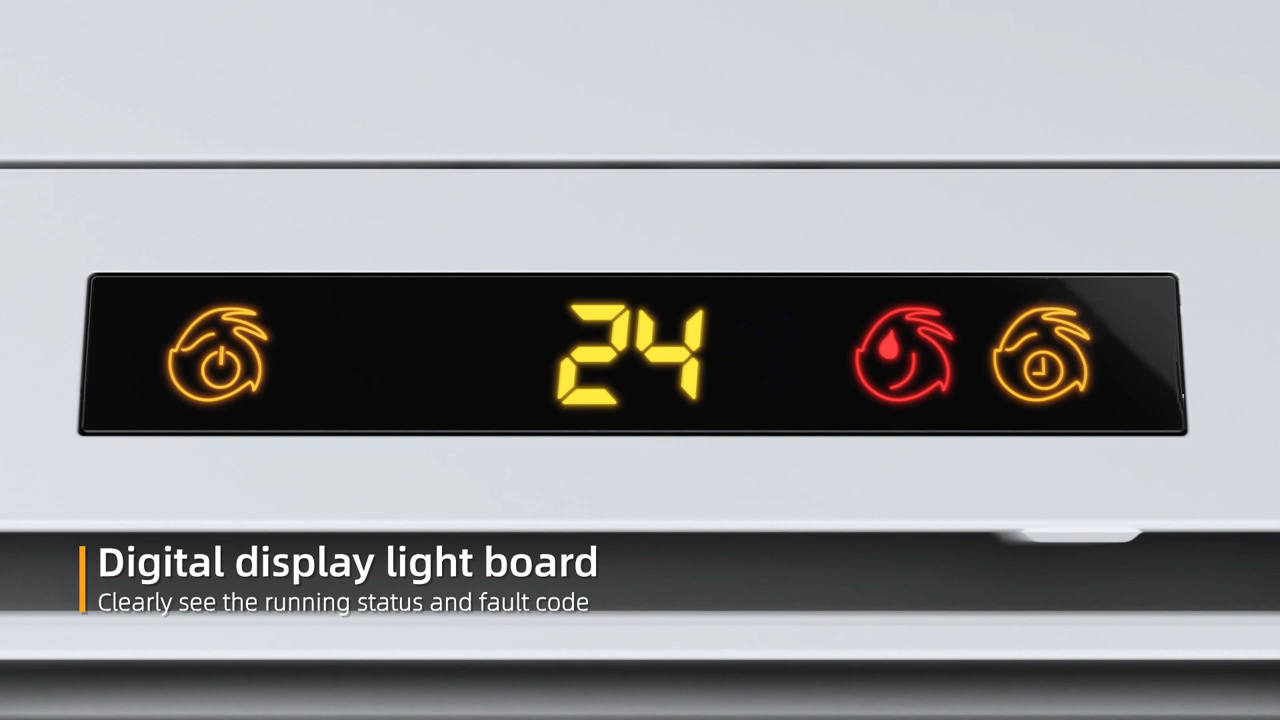 24
Digital display light board
Clearly see the running status and fault code